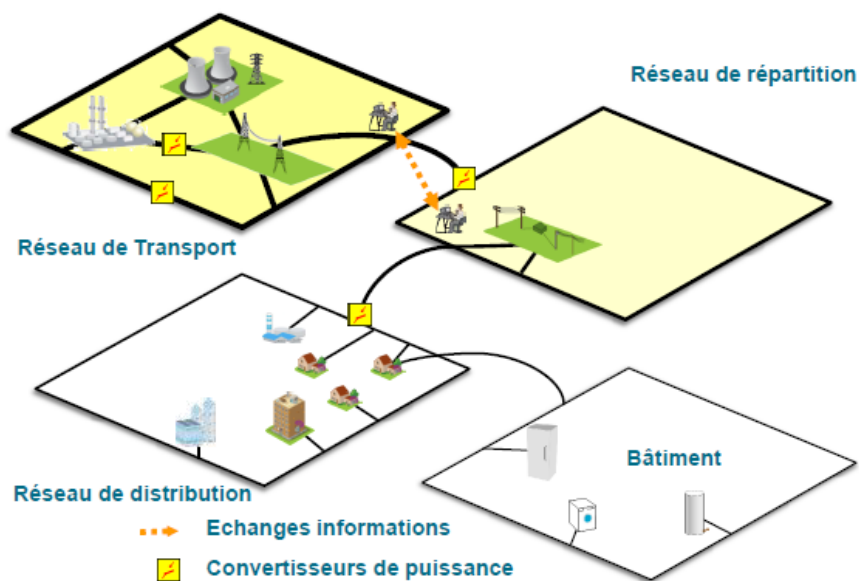 Réseau de répartition
Réseau de Transport
Bâtiment
Réseau de distribution
Echanges informations
Convertisseurs de puissance